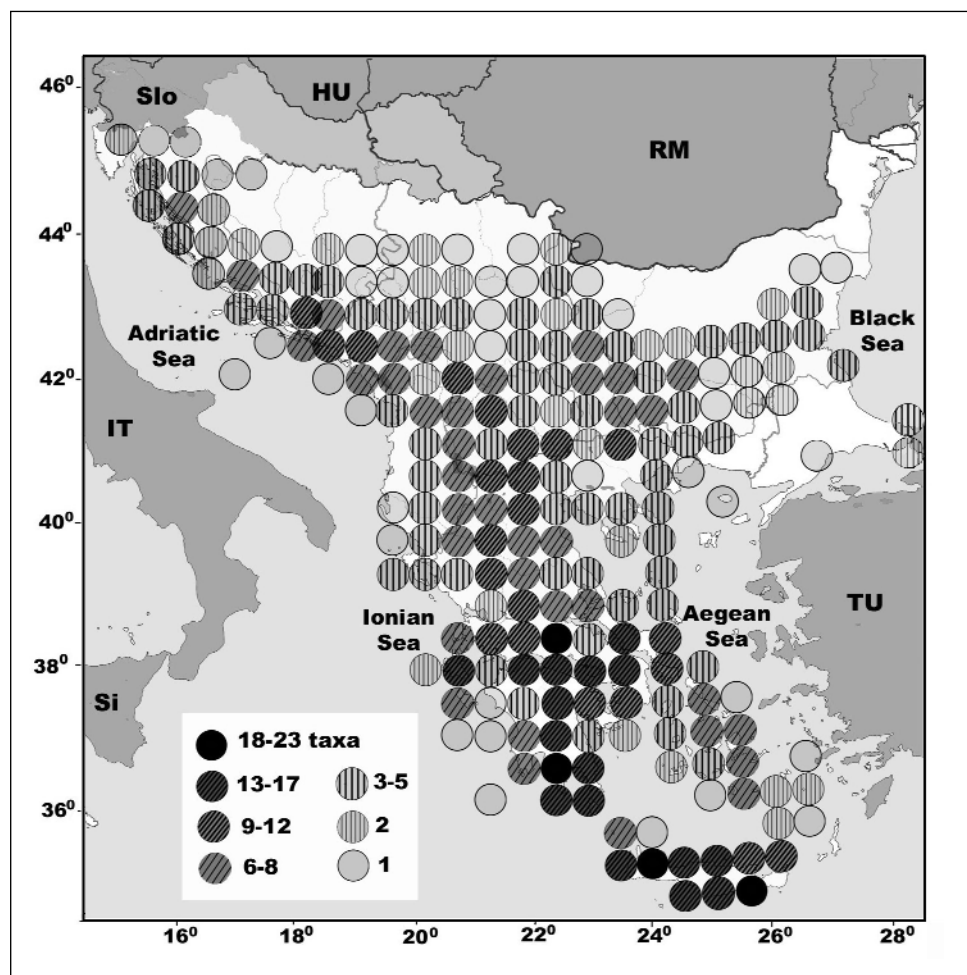 46⁰
Slo
HU
RM
44⁰
Adriatic
Sea
Black
Sea
42⁰
IT
40⁰
Ionian
Sea
Aegean
Sea
TU
38⁰
Si
18-23 taxa
13-17
3-5
9-12
2
6-8
1
36⁰
16⁰ 18⁰ 20⁰ 22⁰ 24⁰ 26⁰ 28⁰